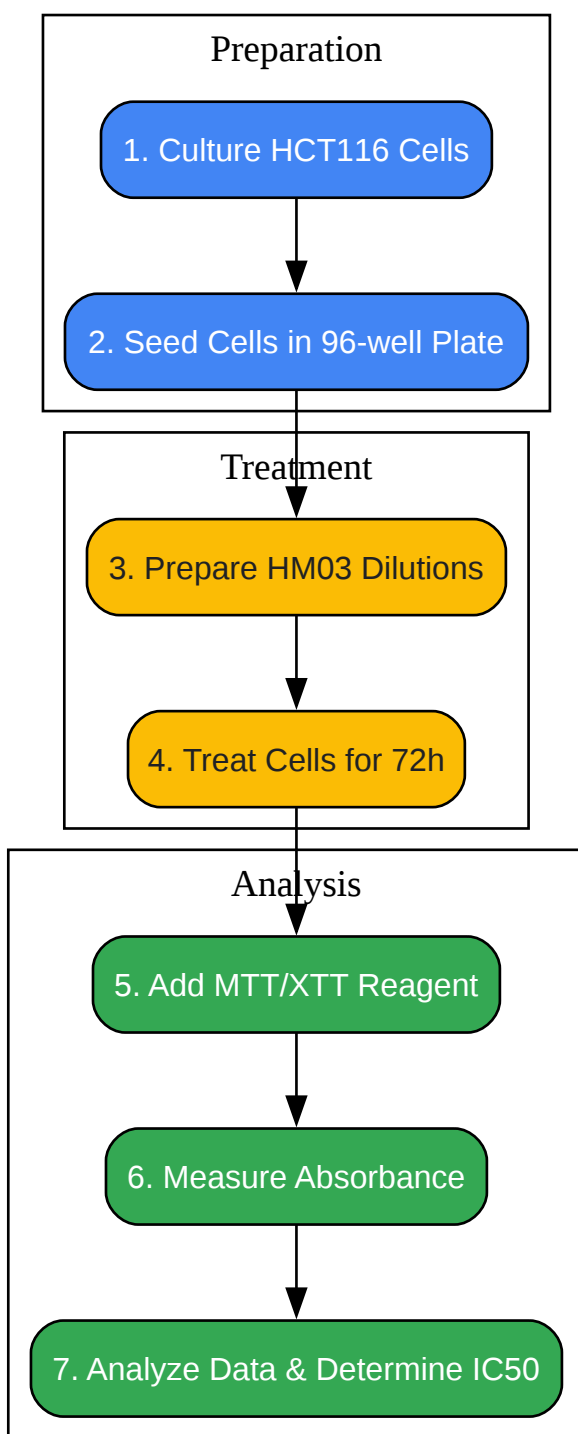 Preparation
1. Culture HCT116 Cells
2. Seed Cells in 96-well Plate
Treatment
3. Prepare HM03 Dilutions
4. Treat Cells for 72h
Analysis
5. Add MTT/XTT Reagent
6. Measure Absorbance
7. Analyze Data & Determine IC50